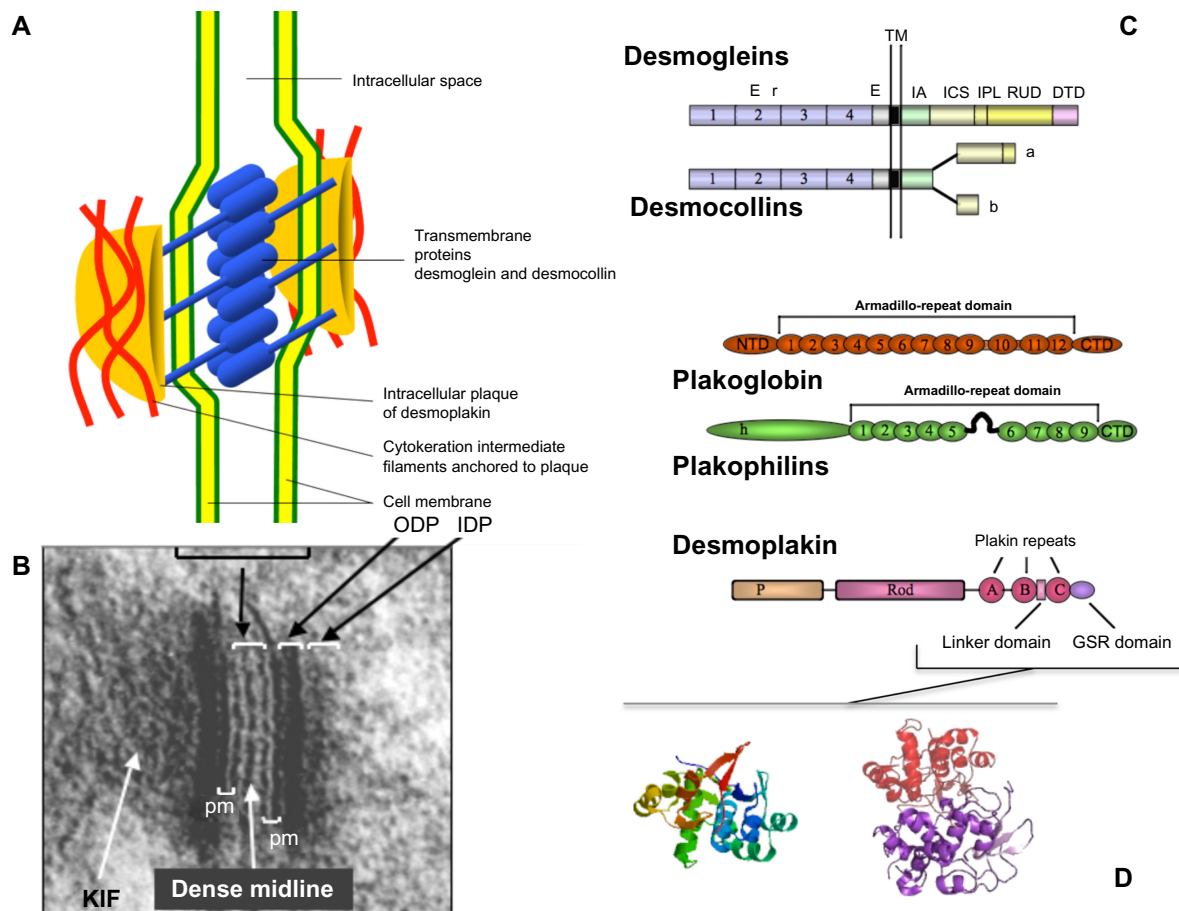 A
Intracellular space
Transmembrane
proteins
desmoglein and desmocollin
Intracellular plaque
of desmoplakin
Cytokeration intermediate
filaments anchored to plaque
Cell membrane
B
ODP IDP
pm
pm
KIF
Dense midline
C
TM
Desmogleins
E r E IA ICS IPL RUD DTD
1 2 3 4
a
1 2 3 4
b
Desmocollins
Armadillo-repeat domain
NTD 1 2 3 4 5 6 7 8 9 10 11 12 CTD
Plakoglobin
Armadillo-repeat domain
h 1 2 3 4 5 6 7 8 9 CTD
Plakophilins
Desmoplakin
Plakin repeats
P Rod A B C
Linker domain GSR domain
D